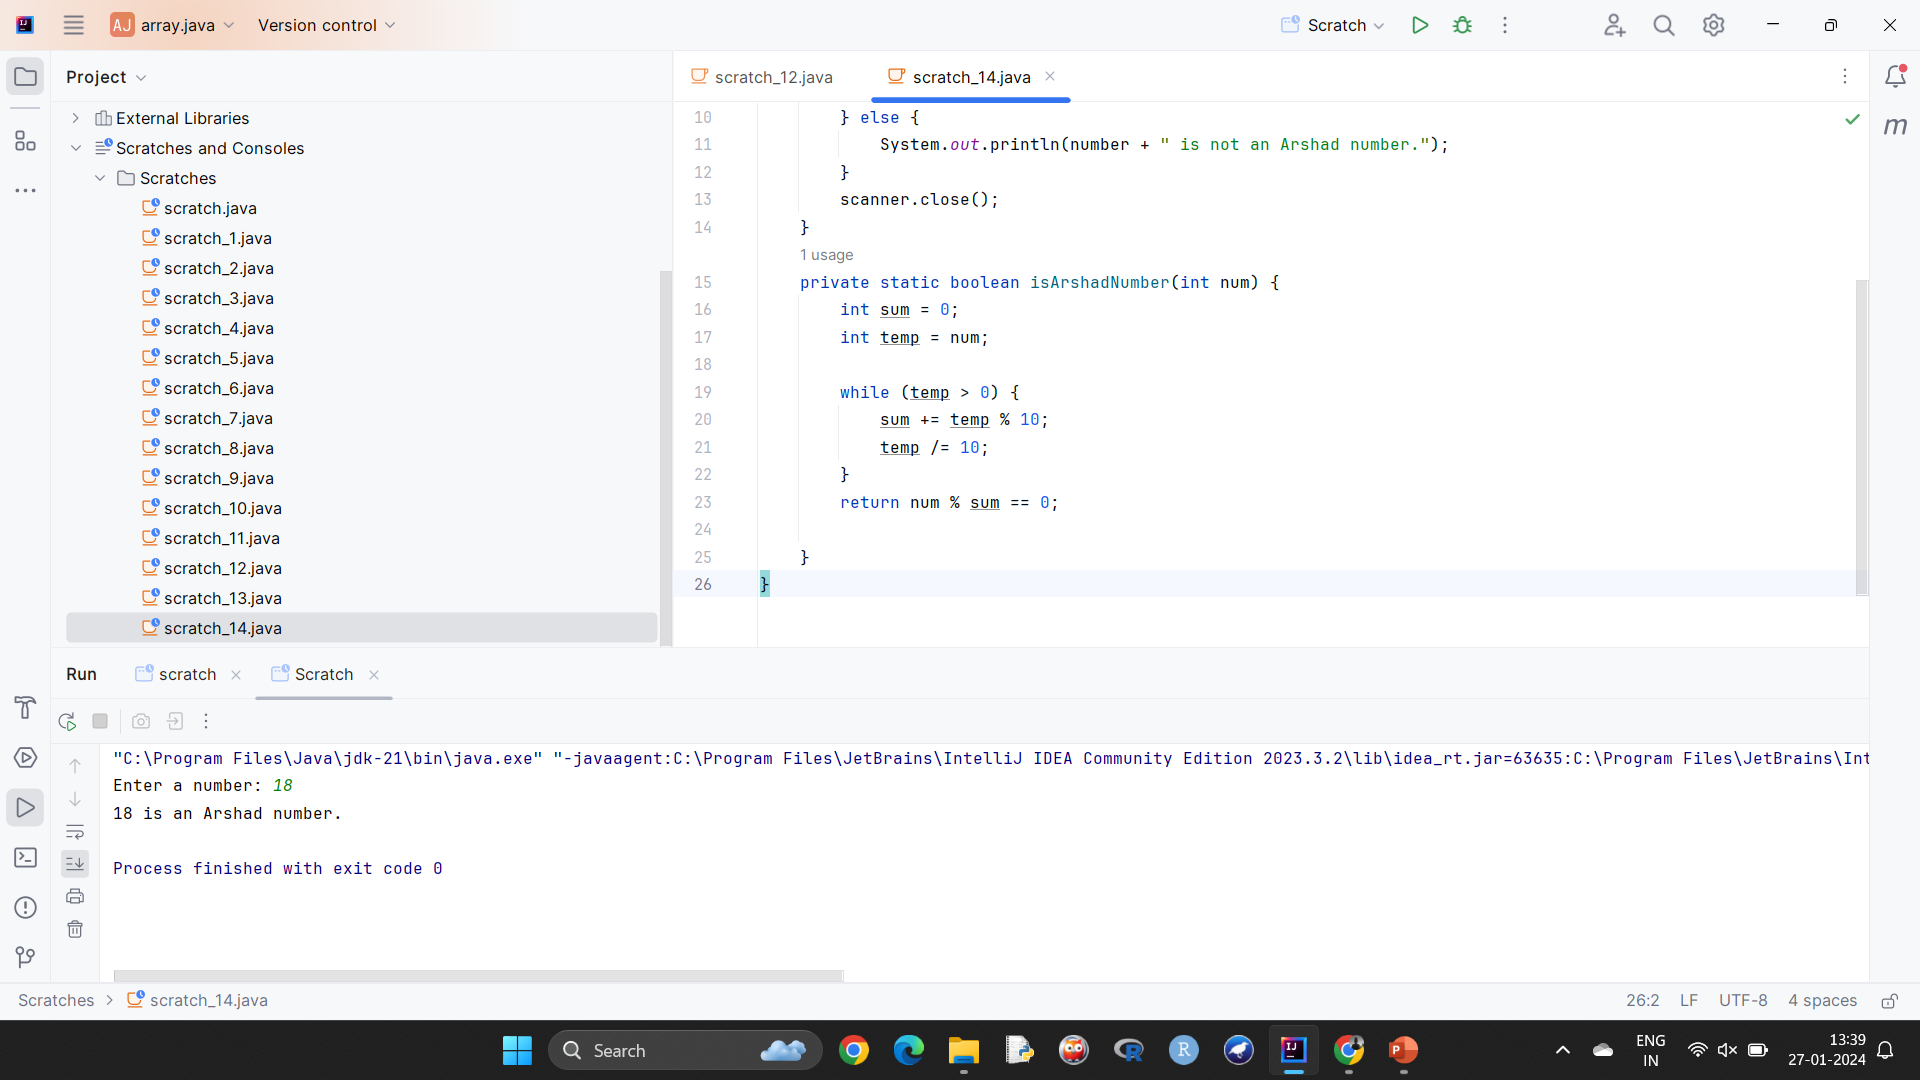 AJ array.java Version control Scratch
Project
scratch_12.java scratch_14.java
External Libraries
Scratches and Consoles
Scratches
scratch.java
scratch_1.java
scratch_2.java
scratch_3.java
scratch_4.java
scratch_5.java
scratch_6.java
scratch_7.java
scratch_8.java
scratch_9.java
scratch_10.java
scratch_11.java
scratch_12.java
scratch_13.java
scratch_14.java
10 } else {
11 System.out.println(number + " is not an Arshad number.");
12 }
13 scanner.close();
14 }
1 usage
15 private static boolean isArshadNumber(int num) {
16 int sum = 0;
17 int temp = num;
18
19 while (temp > 0) {
20 sum += temp % 10;
21 temp /= 10;
22 }
23 return num % sum == 0;
24
25 }
26 }
m
Run scratch Scratch
"C:\Program Files\Java\jdk-21\bin\java.exe" "-javaagent:C:\Program Files\JetBrains\IntelliJ IDEA Community Edition 2023.3.2\lib\idea_rt.jar=63635:C:\Program Files\JetBrains\Int
Enter a number: 18
18 is an Arshad number.
Process finished with exit code 0
Scratches > scratch_14.java 26:2 LF UTF-8 4 spaces
Search
ENG
IN
13:39
27-01-2024